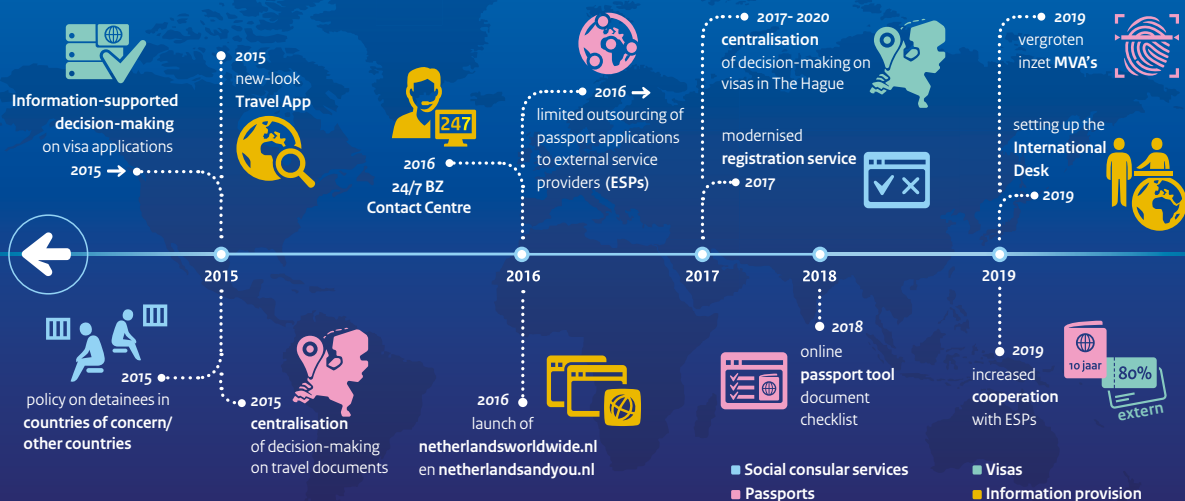 Information-supported
decision-making
on visa applications
2015 →
2015
new-look
Travel App
247
2016
24/7 BZ
Contact Centre
2016 →
limited outsourcing of
passport applications
to external service
providers (ESPs)
2017- 2020
centralisation
of decision-making on
visas in The Hague
modernised
registration service
2017
2019
vergroten
inzet MVA's
setting up the
International
Desk
2019
2015
2016
2017
2018
2019
2015
policy on detainees in
countries of concern/
other countries
2015
centralisation
of decision-making
on travel documents
2016
launch of
netherlandsworldwide.nl
en netherlandsandyou.nl
2018
online
passport tool
document
checklist
2019
increased
cooperation
with ESPs
10 jaar
80%
extern
Social consular services
Passports
Visas
Information provision